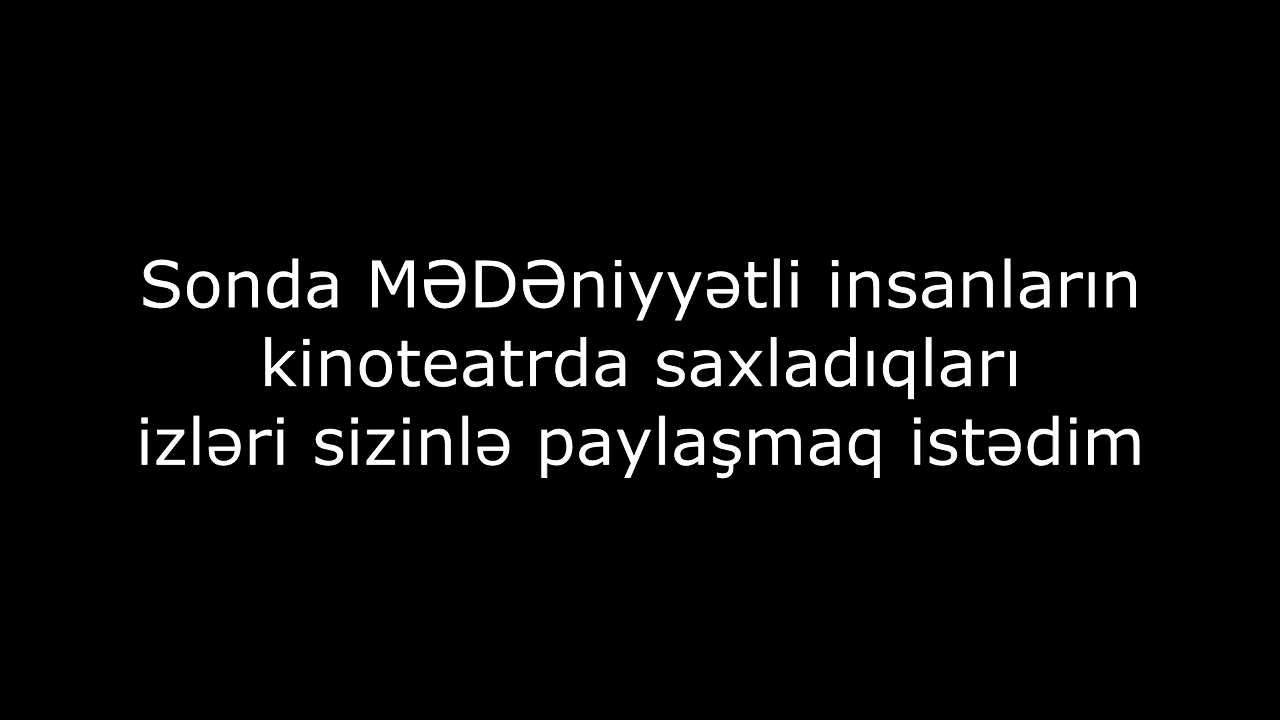 Sonda MƏDƏniyyətli insanların
kinoteatrda saxladıqları
izləri sizinlə paylaşmaq istədim